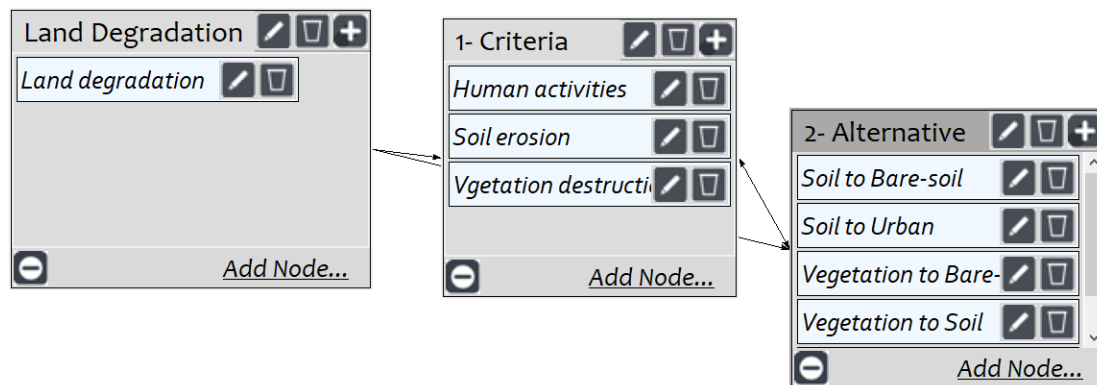 Land Degradation
Land degradation
Add Node...
1- Criteria
Human activities
Soil erosion
Vgetation destructi
Add Node...
2- Alternative
Soil to Bare-soil
Soil to Urban
Vegetation to Bare-
Vegetation to Soil
Add Node...